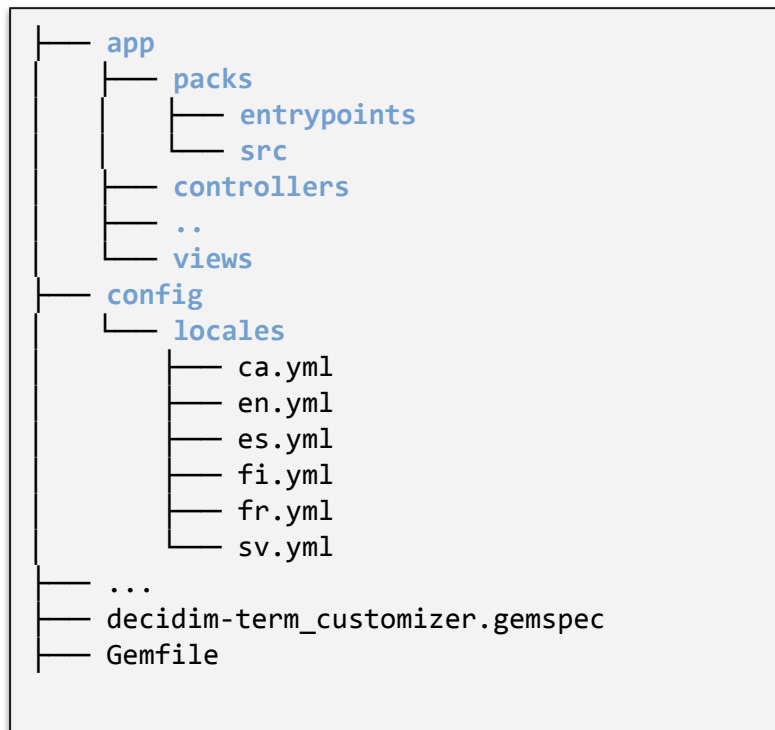 ├── app
│   ├── packs
│   │   ├── entrypoints
│   │   └── src
│   ├── controllers
│   ├── ..
│   └── views
├── config
│   └── locales
│       ├── ca.yml
│       ├── en.yml
│       ├── es.yml
│       ├── fi.yml
│       ├── fr.yml
│       └── sv.yml
├── ...
├── decidim-term_customizer.gemspec
├── Gemfile